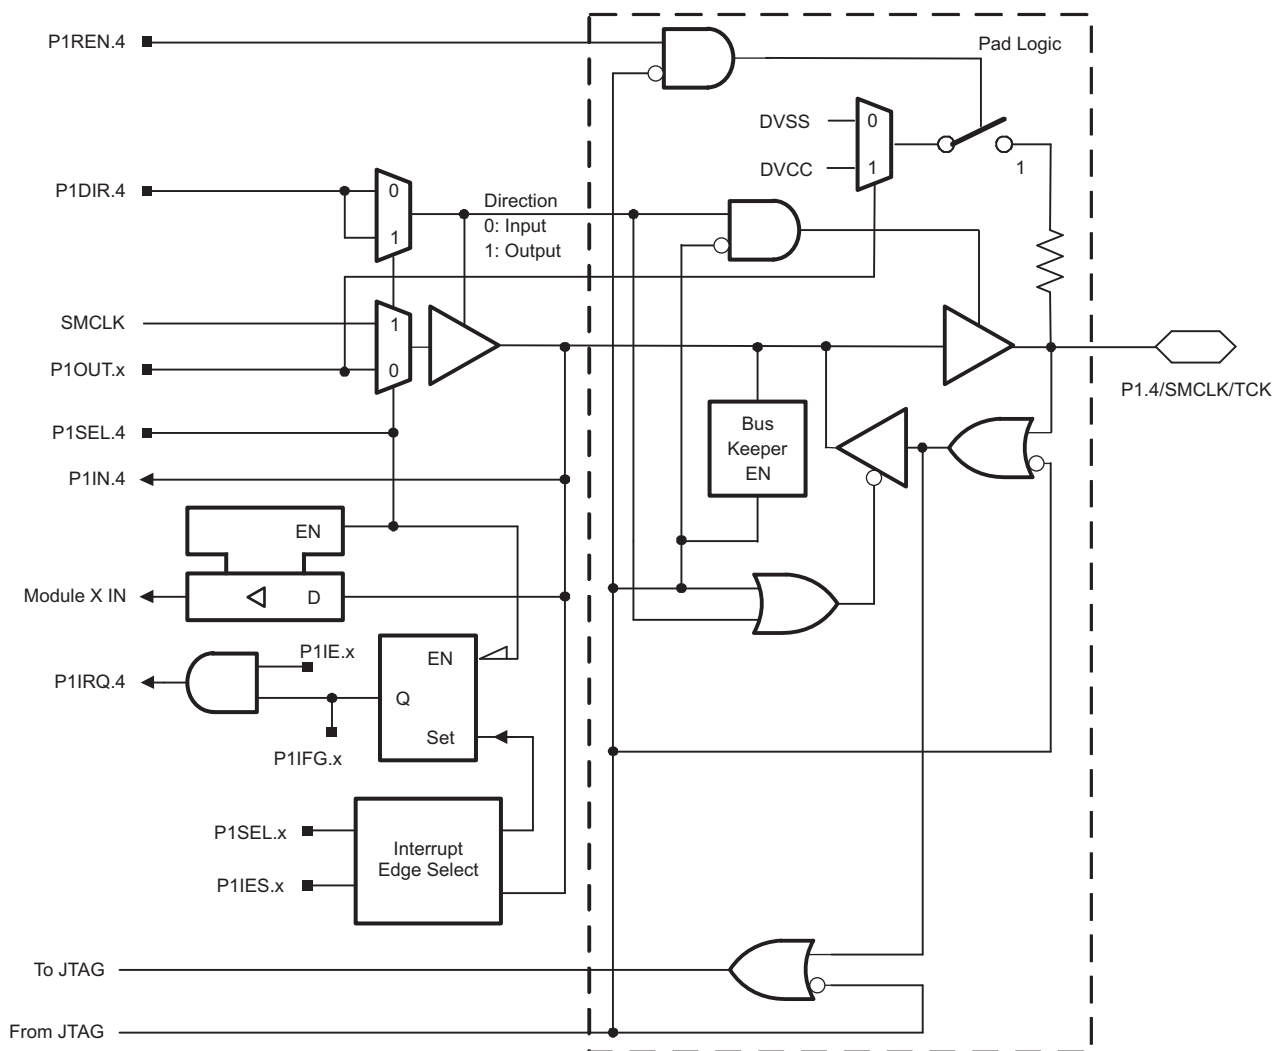 P1REN.4
Pad Logic
DVSS
0
DVCC
1
1
P1DIR.4
0
1
Direction
0: Input
1: Output
SMCLK
1
P1OUT.x
0
P1.4/SMCLK/TCK
P1SEL.4
Bus
Keeper
EN
P1IN.4
EN
Module X IN
D
P1IE.x
EN
P1IRQ.4
Q
Set
P1IFG.x
P1SEL.x
Interrupt
Edge Select
P1IES.x
To JTAG
From JTAG